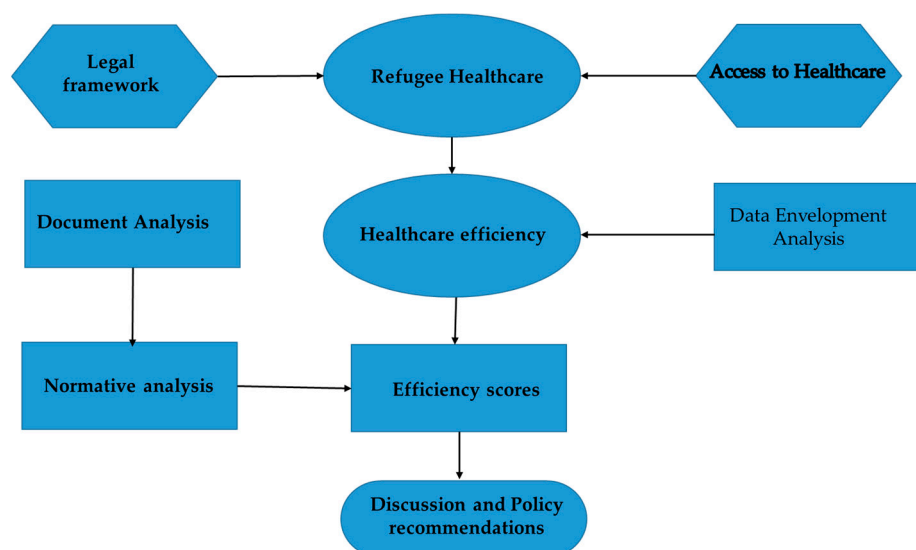 Legal
framework
Refugee Healthcare
Access to Healthcare
Document Analysis
Healthcare efficiency
Data Envelopment
Analysis
Normative analysis
Efficiency scores
Discussion and Policy
recommendations